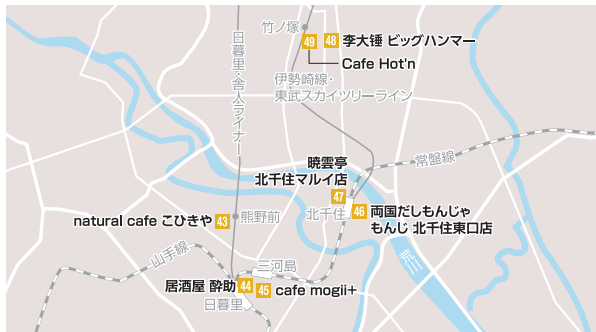 竹ノ塚
49
48
李大锤 ビッグハンマー
Cafe Hot'n
日暮里・舎人ライナー
伊勢崎線・
東武スカイツリーライン
常盤線
暁雲亭
北千住マルイ店
47
北千住
46
両国だしもんじゃ
もんじ 北千住東口店
natural cafe こひきや
43
熊野前
荒川
山手線
三河島
居酒屋 酔助
44
45
cafe mogii+
日暮里